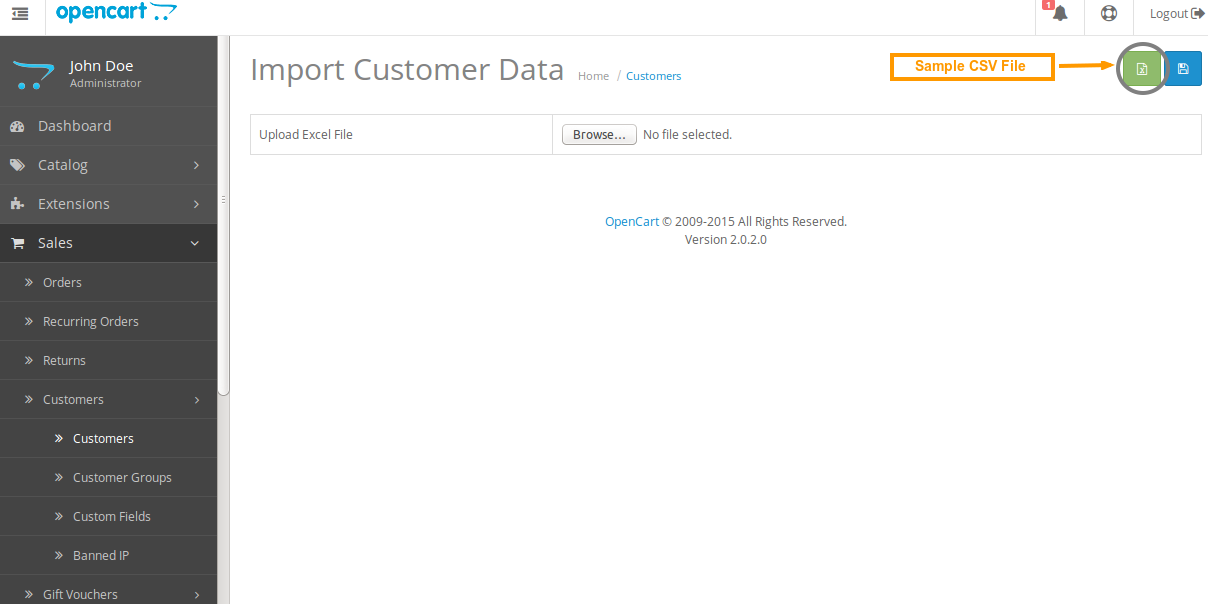 opencart
1
Logout
John Doe
Administrator
Import Customer Data
Home / Customers
Sample CSV File
Dashboard
Catalog
Extensions
Sales
Orders
Recurring Orders
Returns
Customers
Customers
Customer Groups
Custom Fields
Banned IP
Gift Vouchers
Upload Excel File
Browse...
No file selected.
OpenCart © 2009-2015 All Rights Reserved.
Version 2.0.2.0